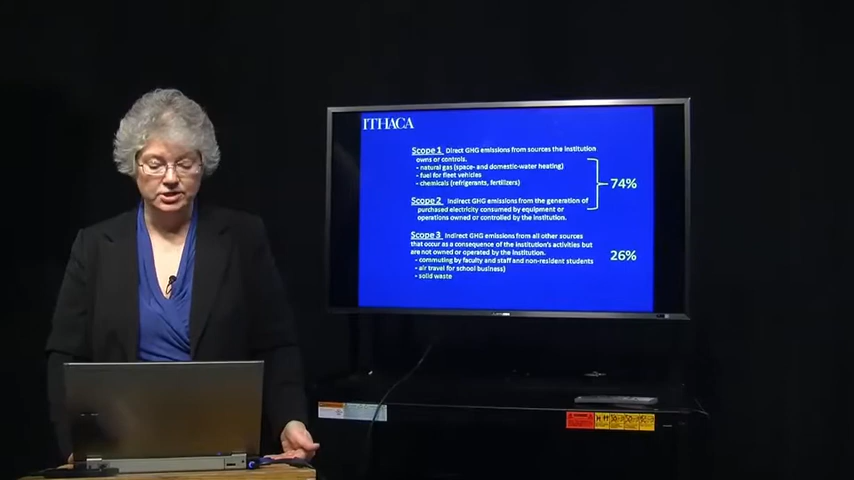 ITHACA
Scope 1 Direct GHG emissions from sources the institution
owns or controls.
- natural gas (space- and domestic-water heating)
- fuel for fleet vehicles
- chemicals (refrigerants, fertilizers)
74%
Scope 2 Indirect GHG emissions from the generation of
purchased electricity consumed by equipment or
operations owned or controlled by the institution.
Scope 3 Indirect GHG emissions from all other sources
that occur as a consequence of the institution's activities but
are not owned or operated by the institution.
- commuting by faculty and staff and non-resident students
26%
- air travel for school business)
- solid waste